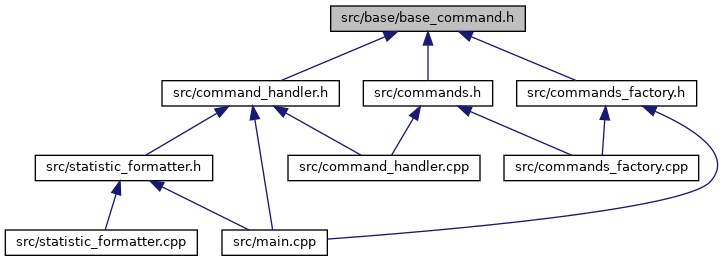 src/base/base_command.h
src/command_handler.h
src/commands.h
src/commands_factory.h
src/statistic_formatter.h
src/command_handler.cpp
src/commands_factory.cpp
src/statistic_formatter.cpp
src/main.cpp